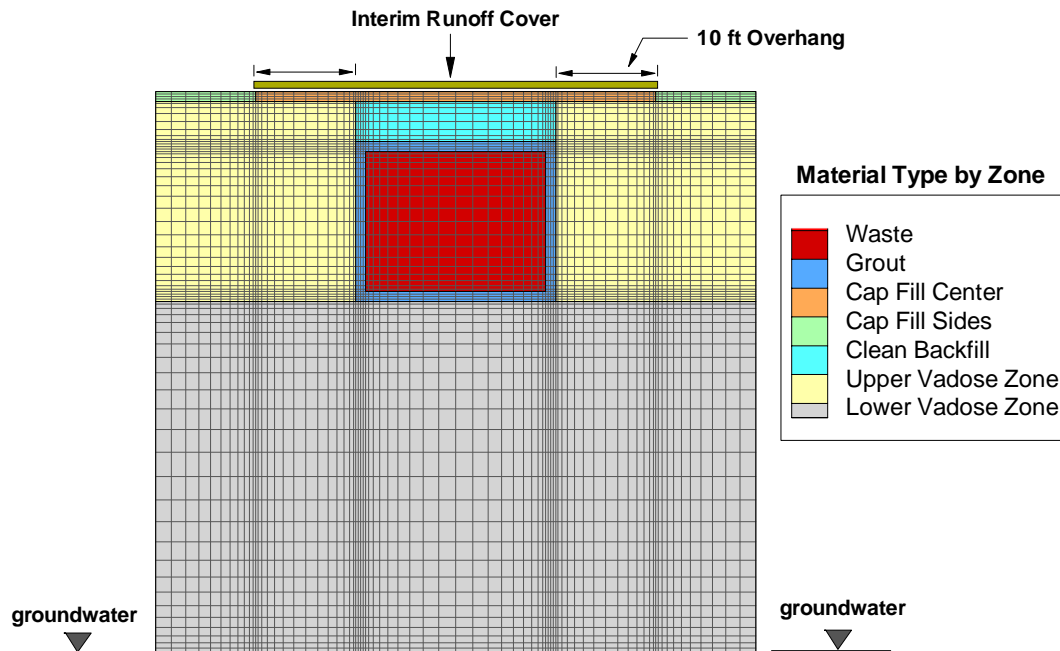 Interim Runoff Cover
10 ft Overhang
Material Type by Zone
Waste
Grout
Cap Fill Center
Cap Fill Sides
Clean Backfill
Upper Vadose Zone
Lower Vadose Zone
groundwater
groundwater